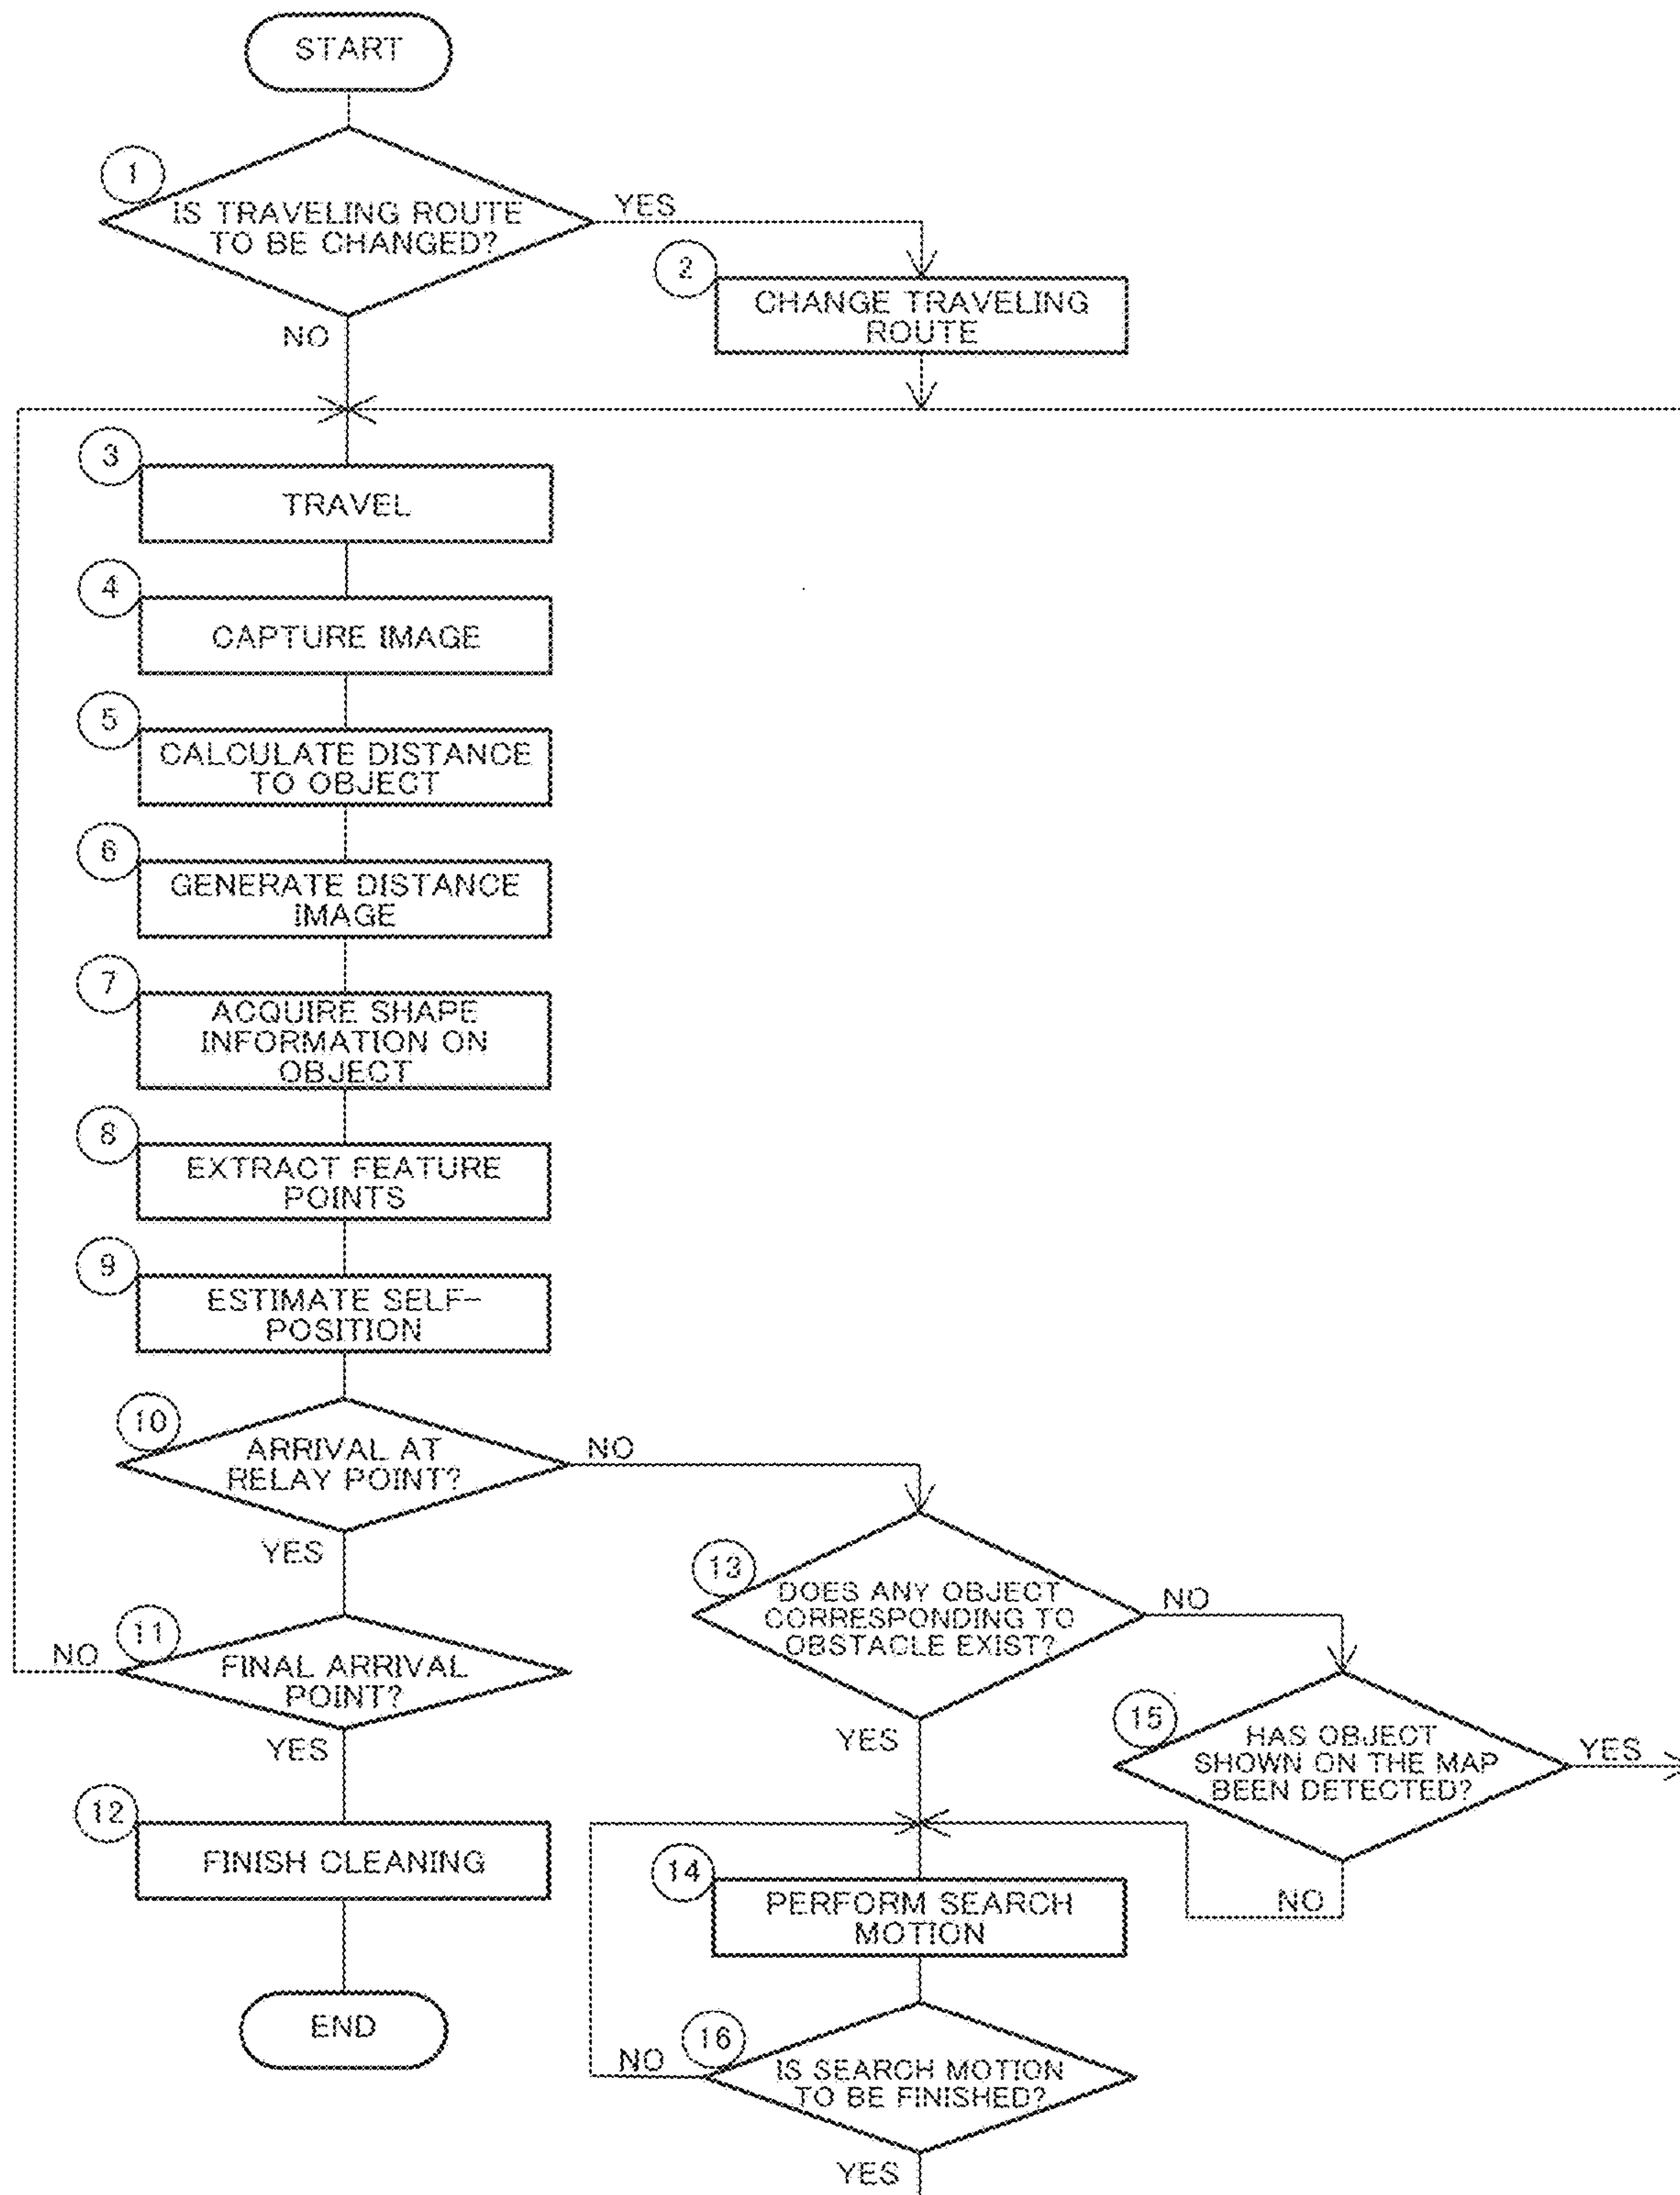 START
1
IS TRAVELING ROUTE
TO BE CHANGED?
YES
NO
2
CHANGE TRAVELING
ROUTE
3
TRAVEL
4
CAPTURE IMAGE
5
CALCULATE DISTANCE
TO OBJECT
6
GENERATE DISTANCE
IMAGE
7
ACQUIRE SHAPE
INFORMATION ON
OBJECT
8
EXTRACT FEATURE
POINTS
9
ESTIMATE SELF-
POSITION
10
ARRIVAL AT
RELAY POINT?
NO
YES
11
FINAL ARRIVAL
POINT?
NO
YES
12
FINISH CLEANING
END
13
DOES ANY OBJECT
CORRESPONDING TO
OBSTACLE EXIST?
NO
YES
15
HAS OBJECT
SHOWN ON THE MAP
BEEN DETECTED?
YES
NO
14
PERFORM SEARCH
MOTION
16
IS SEARCH MOTION
TO BE FINISHED?
NO
YES